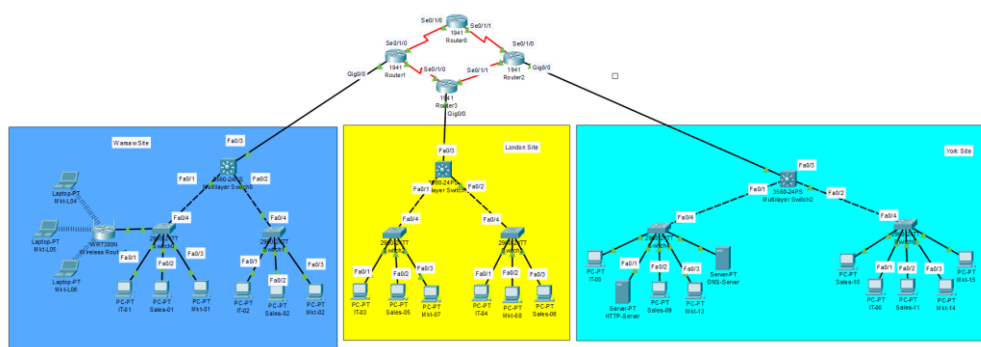 Se0/1/0
Se0/1/1
1941
Router0
Se0/1/0
Se0/1/0
1941
Router1
Gig0/0
Se0/1/0
Se0/1/1
1941
Router2
Gig0/0
1941
Router3
Gig0/0
Warsaw Site
Fa0/3
3560-24PS
Multilayer Switch0
Fa0/1
Fa0/2
Laptop-PT
Mkt-L04
Laptop-PT
Mkt-L05
Laptop-PT
Mkt-L06
WRT300N
Fa0/4
Fa0/1
Fa0/2
Fa0/3
PC-PT
IT-01
PC-PT
Sales-01
PC-PT
Mkt-01
Fa0/4
Fa0/1
Fa0/2
Fa0/3
PC-PT
IT-02
PC-PT
Sales-02
PC-PT
Mkt-02
London Site
Fa0/3
3560-24PS
Fa0/1
Fa0/2
Fa0/4
Fa0/1
Fa0/2
Fa0/3
PC-PT
IT-03
PC-PT
Sales-05
PC-PT
Mkt-07
Fa0/4
Fa0/1
Fa0/2
Fa0/3
PC-PT
IT-04
PC-PT
Mkt-08
PC-PT
Sales-06
York Site
Fa0/3
3560-24PS
Multilayer Switch2
Fa0/1
Fa0/2
Fa0/4
PC-PT
IT-05
Fa0/1
Fa0/2
Fa0/3
Server-PT
DNS-Server
Server-PT
HTTP-Server
PC-PT
Sales-09
PC-PT
Mkt-13
Fa0/4
PC-PT
Sales-10
Fa0/1
Fa0/2
Fa0/3
PC-PT
Mkt-15
PC-PT
IT-06
PC-PT
Sales-11
PC-PT
Mkt-14